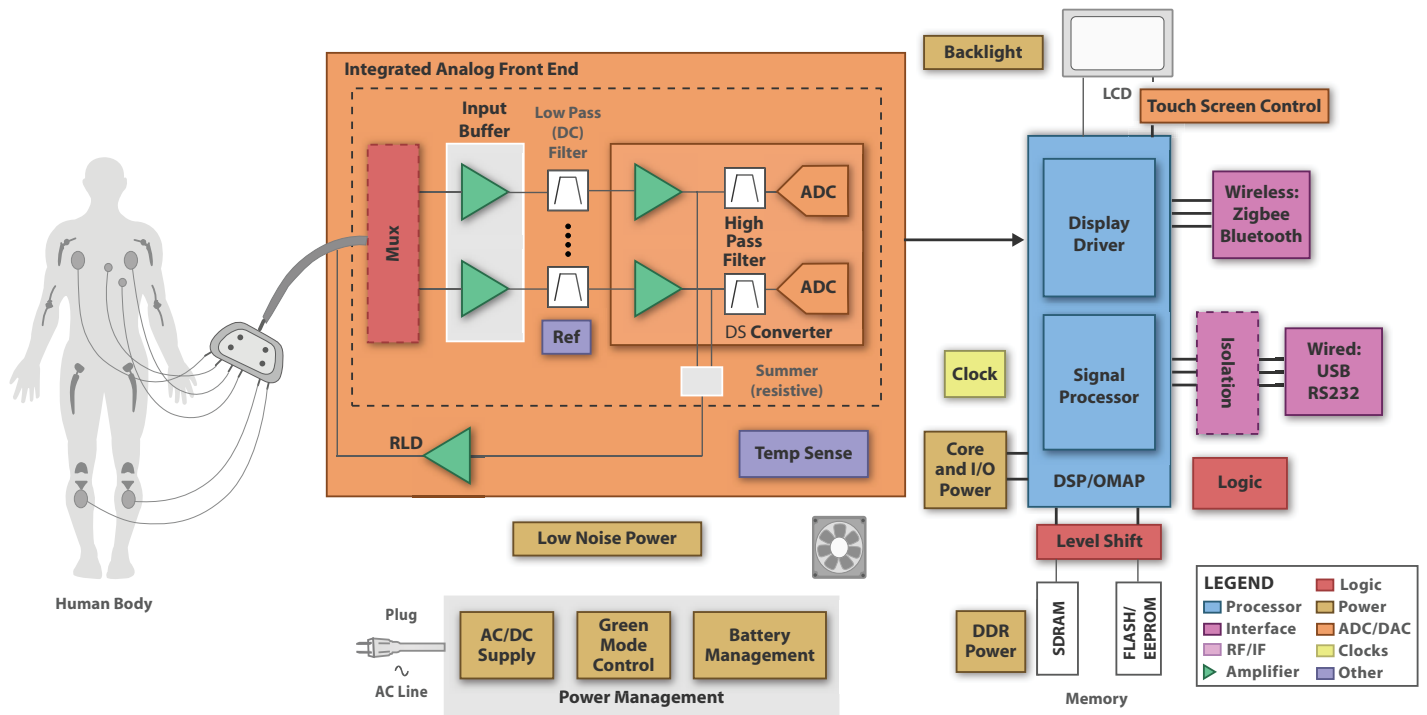 Integrated Analog Front End
Input
Buffer
Low Pass
(DC)
Filter
Mux
ADC
High
Pass
Filter
ADC
Ref
DS Converter
Summer
(resistive)
RLD
Temp Sense
Human Body
Low Noise Power
Plug
AC Line
AC/DC
Supply
Green
Mode
Control
Battery
Management
Power Management
Backlight
LCD
Touch Screen Control
Display
Driver
Wireless:
Zigbee
Bluetooth
Signal
Processor
Isolation
Wired:
USB
RS232
Clock
Core
and I/O
Power
DSP/OMAP
Logic
Level Shift
DDR
Power
SDRAM
FLASH/
EEPROM
Memory
LEGEND
Processor
Interface
RF/IF
Amplifier
Logic
Power
ADC/DAC
Clocks
Other